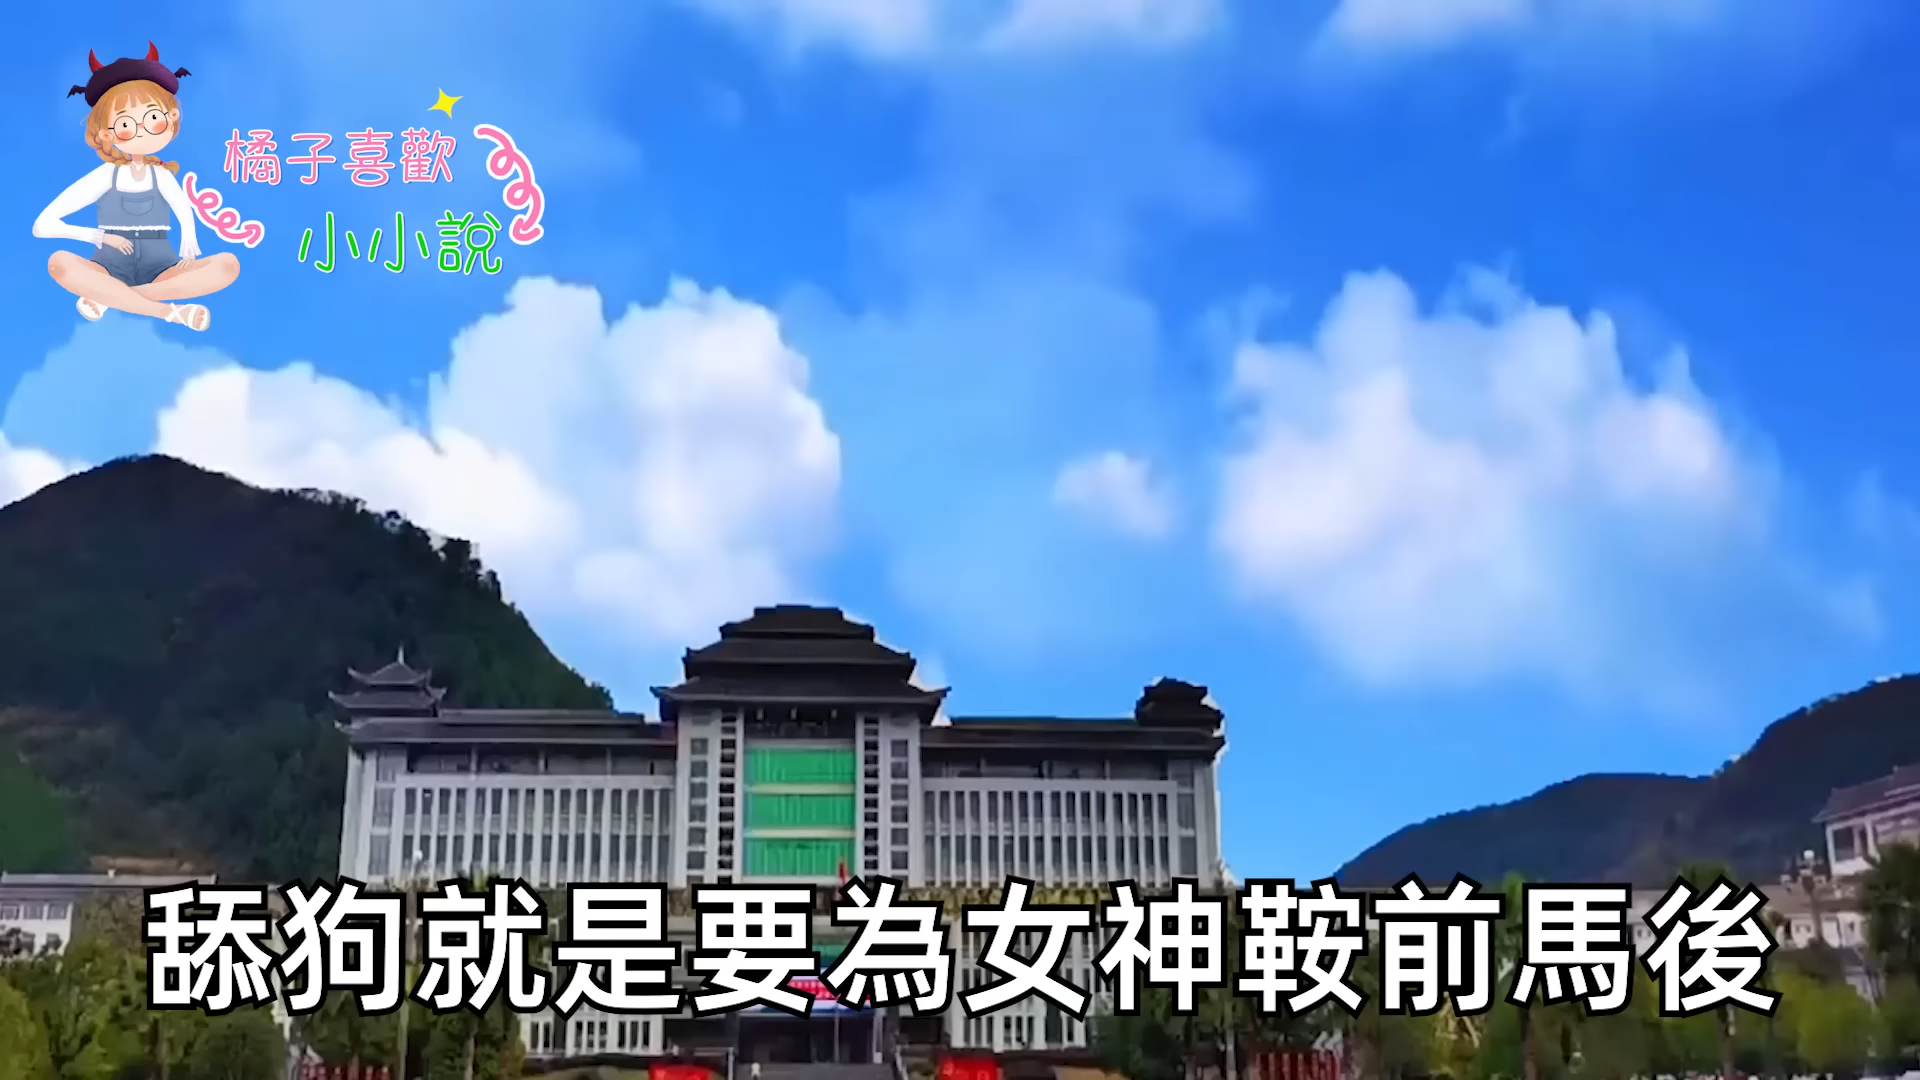 橘子喜歡
小小說
舔狗就是要為女神鞍前馬後